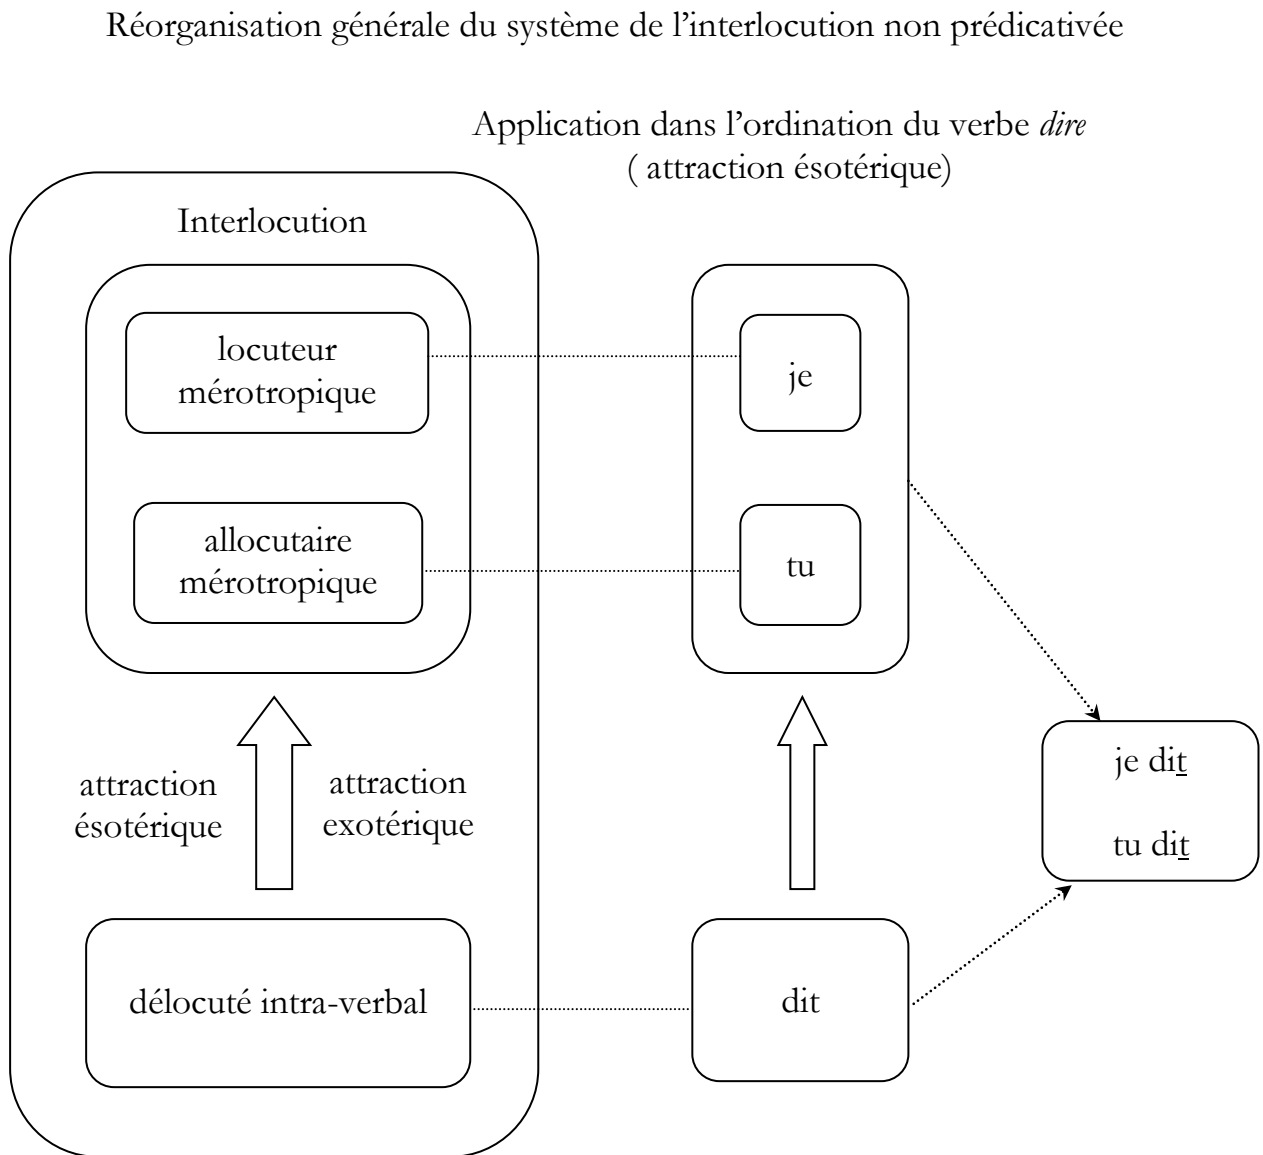 Réorganisation générale du système de l’interlocution non prédicativée
Application dans l’ordination du verbe dire
( attraction ésotérique)
Interlocution
locuteur
mérotropique
je
allocutaire
mérotropique
tu
attraction
ésotérique
attraction
exotérique
je dit
tu dit
délocuté intra-verbal
dit